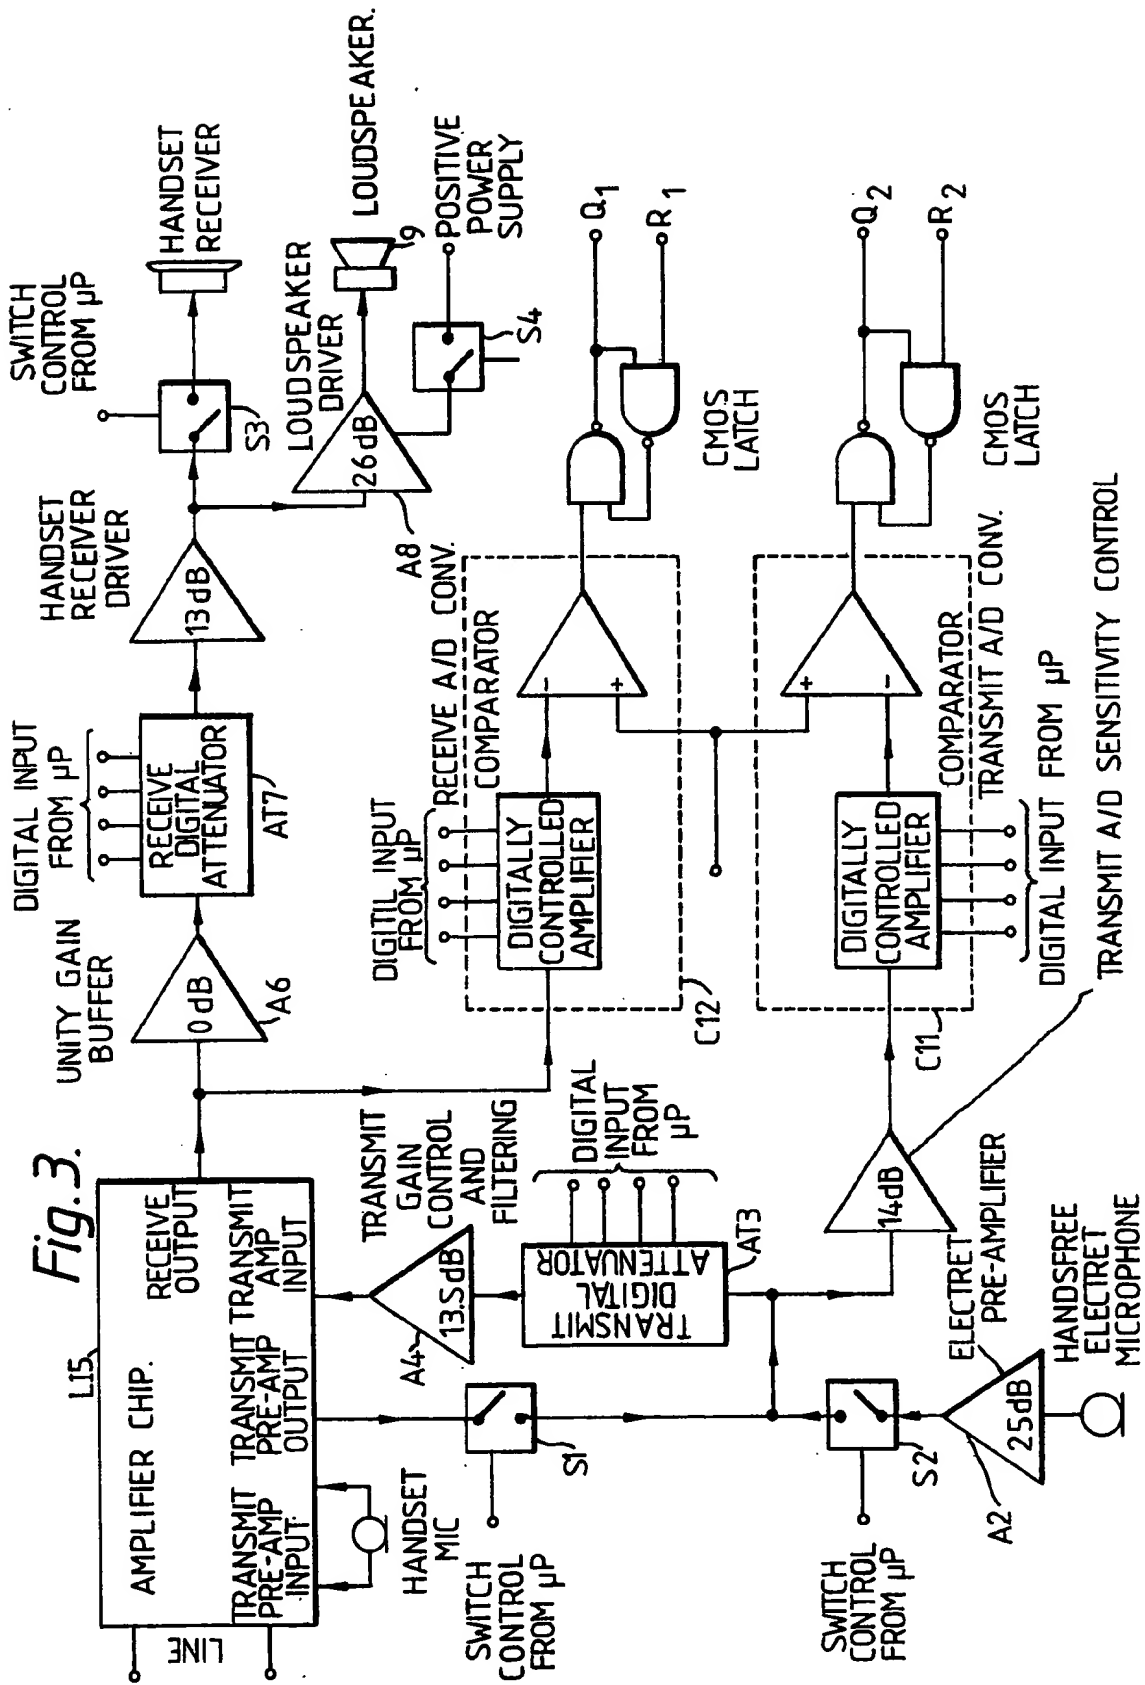 Fig.3.
L15
AMPLIFIER CHIP.
LINE
RECEIVE
OUTPUT
TRANSMIT
AMP
INPUT
TRANSMIT
PRE-AMP
OUTPUT
TRANSMIT
PRE-AMP
INPUT
HANDSET
MIC
UNITY GAIN
BUFFER
0dB
A6
DIGITAL INPUT
FROM µP
RECEIVE
DIGITAL
ATTENUATOR
AT7
HANDSET
RECEIVER
DRIVER
13dB
SWITCH
CONTROL
FROM µP
S3
HANDSET
RECEIVER
LOUDSPEAKER
DRIVER
26dB
A8
LOUDSPEAKER.
9
POSITIVE
POWER
SUPPLY
S4
TRANSMIT
GAIN
CONTROL
AND
FILTERING
13.5dB
A4
TRANSMIT
DIGITAL
ATTENUATOR
AT3
DIGITAL
INPUT
FROM
µP
DIGITIL INPUT
FROM µP
DIGITALLY
CONTROLLED
AMPLIFIER
RECEIVE A/D CONV.
COMPARATOR
−
+
C12
CMOS
LATCH
Q1
R1
SWITCH
CONTROL
FROM µP
S1
SWITCH
CONTROL
FROM µP
S2
25dB
A2
ELECTRET
PRE-AMPLIFIER
HANDSFREE
ELECTRET
MICROPHONE
14dB
C11
DIGITALLY
CONTROLLED
AMPLIFIER
+
−
COMPARATOR
TRANSMIT A/D CONV.
DIGITAL INPUT FROM µP
TRANSMIT A/D SENSITIVITY CONTROL
CMOS
LATCH
Q2
R2